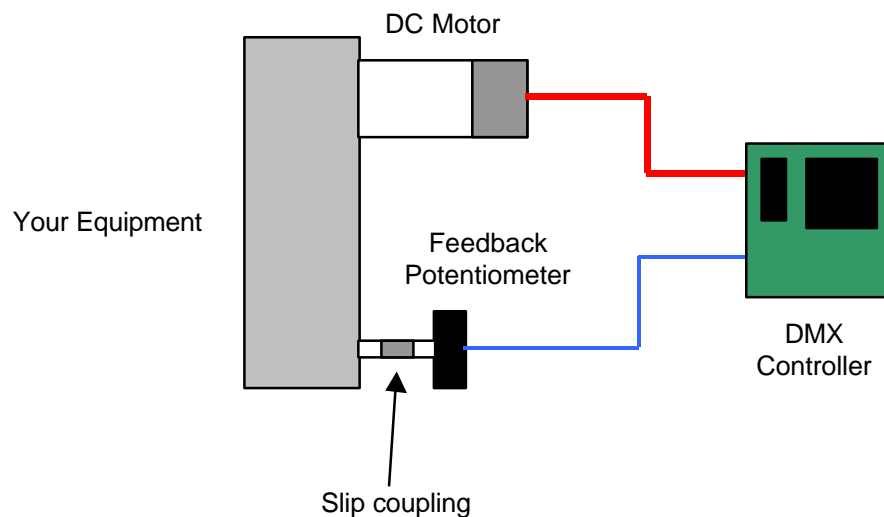 DC Motor
Your Equipment
Feedback
Potentiometer
DMX
Controller
Slip coupling